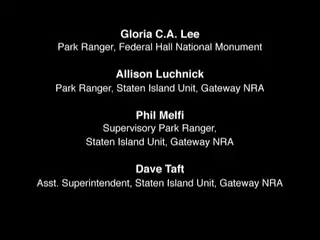 Gloria C.A. Lee
Park Ranger, Federal Hall National Monument
Allison Luchnick
Park Ranger, Staten Island Unit, Gateway NRA
Phil Melfi
Supervisory Park Ranger,
Staten Island Unit, Gateway NRA
Dave Taft
Asst. Superintendent, Staten Island Unit, Gateway NRA